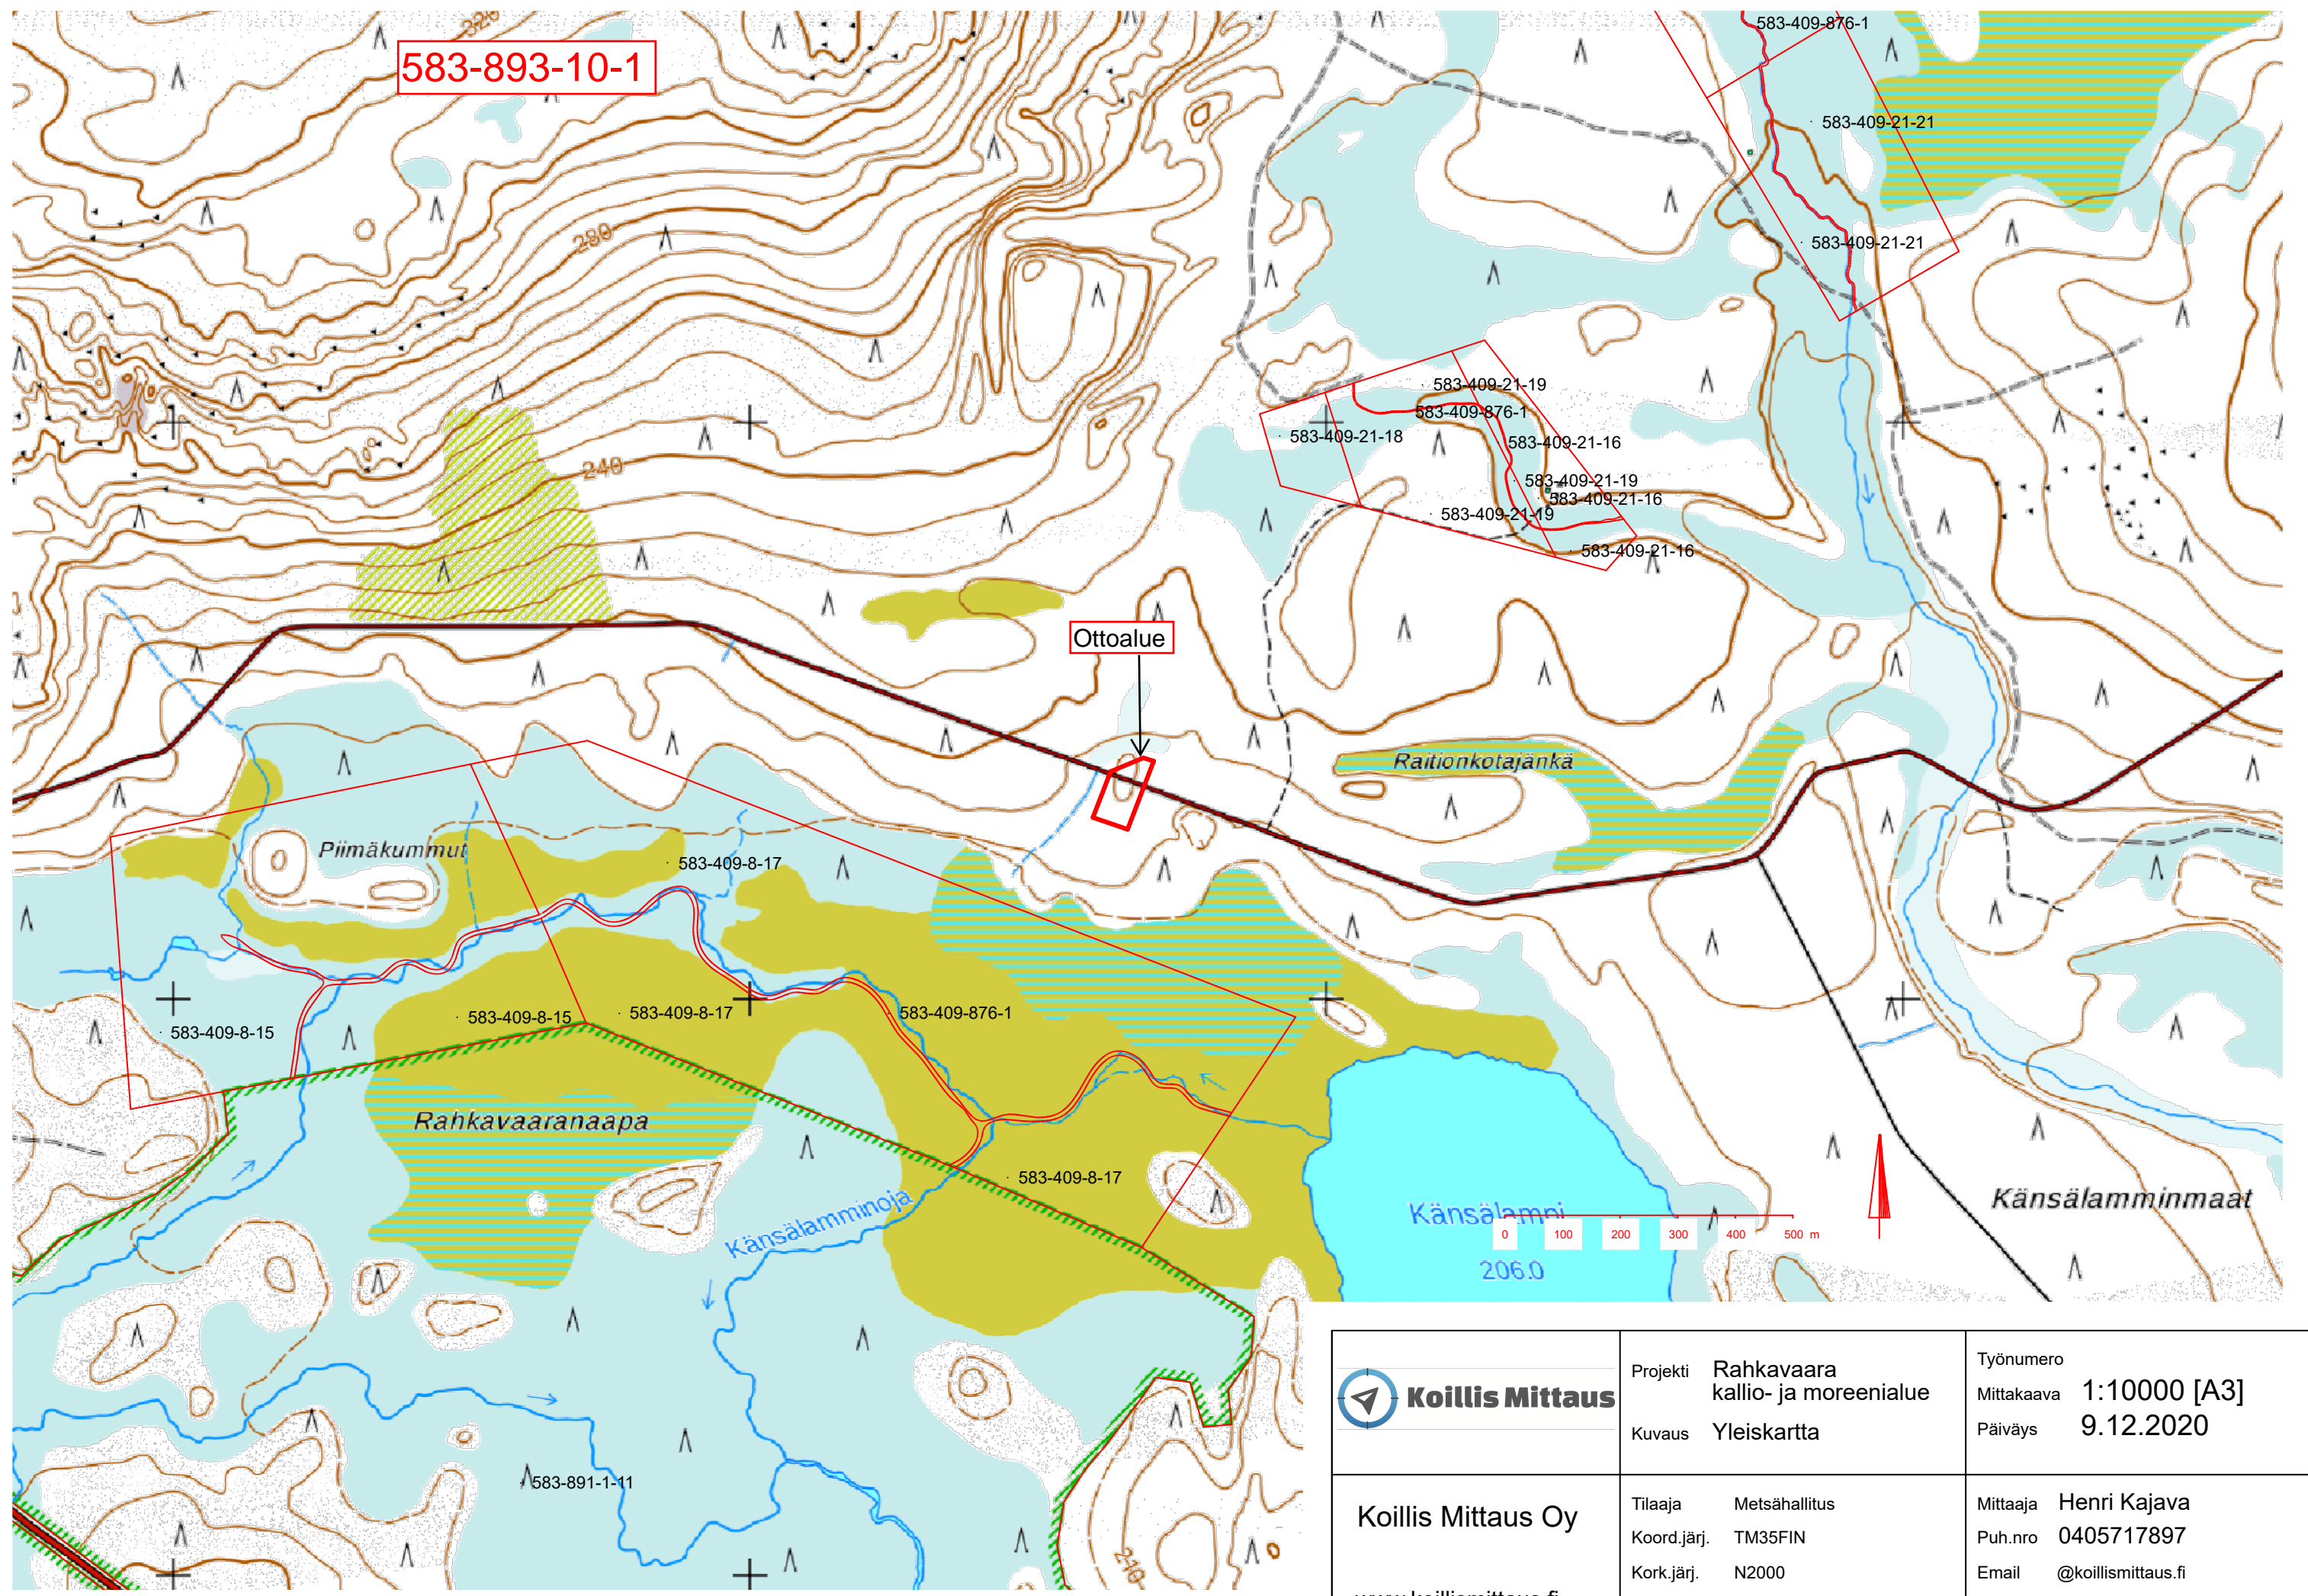 320
583-893-10-1
583-409-876-1
583-409-21-21
280
583-409-21-21
583-409-21-19
583-409-876-1
583-409-21-18
583-409-21-16
240
583-409-21-19
583-409-21-16
583-409-21-19
583-409-21-16
Ottoalue
Raitionkotajänkä
Piimäkummut
583-409-8-17
583-409-8-15
583-409-8-15
583-409-8-17
583-409-876-1
Rahkavaaranaapa
583-409-8-17
Känsälamminoja
Känsälampi
0 100 200 300 400 500 m
206.0
Känsälamminmaat
583-891-1-11
210
Koillis Mittaus
Projekti Rahkavaara
kallio- ja moreenialue
Kuvaus Yleiskartta
Työnumero
Mittakaava 1:10000 [A3]
Päiväys 9.12.2020
Koillis Mittaus Oy
www.koillismittaus.fi
Tilaaja Metsähallitus
Koord.järj. TM35FIN
Kork.järj. N2000
Mittaaja Henri Kajava
Puh.nro 0405717897
Email @koillismittaus.fi